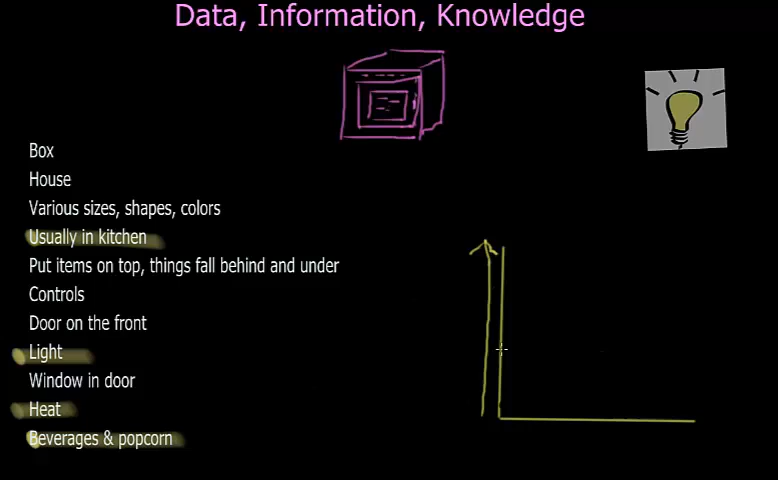 Data, Information, Knowledge
Box
House
Various sizes, shapes, colors
Usually in kitchen
Put items on top, things fall behind and under
Controls
Door on the front
Light
Window in door
Heat
Beverages & popcorn